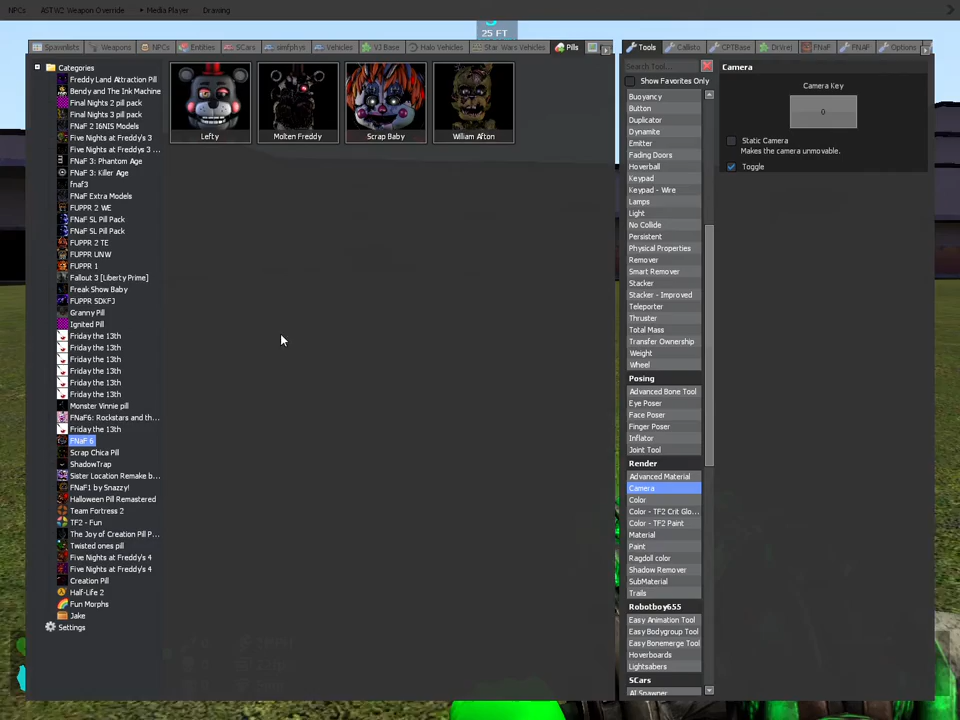 NPCs ASTW2 Weapon Override Media Player Drawing
25 FT
Spawnlists Weapons NPCs Entities SCars simfphys Vehicles VJ Base Halo Vehicles Star Wars Vehicles Pills
Tools Callisto CPTBase DrVrej FNaP FNAP Options
Categories
Freddy Land Attraction Pill
Bendy and The Ink Machine
Final Nights 2 pill pack
Final Nights 3 pill pack
FNAF 2 I6NIS Models
Five Nights at Freddy's 3
Five Nights at Freddys 3 ...
FNAF 3: Phantom Age
FNAF 3: Killer Age
fnaf3
FNAF Extra Models
FUPPR 2 WE
FNaF SL Pill Pack
FNaF SL Pill Pack
FUPPR 2 TE
FUPPR UNW
FUPPR 1
Fallout 3 [Liberty Prime]
Freak Show Baby
FUPPR SDKFJ
Granny Pill
Ignited Pill
Friday the 13th
Friday the 13th
Friday the 13th
Friday the 13th
Friday the 13th
Friday the 13th
Monster Vinnie pill
FNaF6: Rockstars and th...
Friday the 13th
FNaF 6
Scrap Chica Pill
ShadowTrap
Sister Location Remake b...
FNAF1 by Snazzy!
Halloween Pill Remastered
Team Fortress 2
TF2 - Fun
The Joy of Creation Pill P...
Twisted ones pill
Five Nights at Freddy's 4
Five Nights at Freddy's 4
Creation Pill
Half-Life 2
Fun Morphs
Jake
Settings
Lefty
Molten Freddy
Scrap Baby
William Afton
Search Tool...
Show Favorites Only
Buoyancy
Button
Duplicator
Dynamite
Emitter
Fading Doors
Hoverball
Keypad
Keypad - Wire
Lamps
Light
No Collide
Persistent
Physical Properties
Remover
Smart Remover
Stacker
Stacker - Improved
Teleporter
Thruster
Total Mass
Transfer Ownership
Weight
Wheel
Posing
Advanced Bone Tool
Eye Poser
Face Poser
Finger Poser
Inflator
Joint Tool
Render
Advanced Material
Camera
Color
Color - TF2 Crit Glo...
Color - TF2 Paint
Material
Paint
Ragdoll color
Shadow Remover
SubMaterial
Trails
Robotboy655
Easy Animation Tool
Easy Bodygroup Tool
Easy Bonemerge Tool
Hoverboards
Lightsabers
SCars
AI Spawner
Camera
Camera Key
0
Static Camera
Makes the camera unmovable.
Toggle